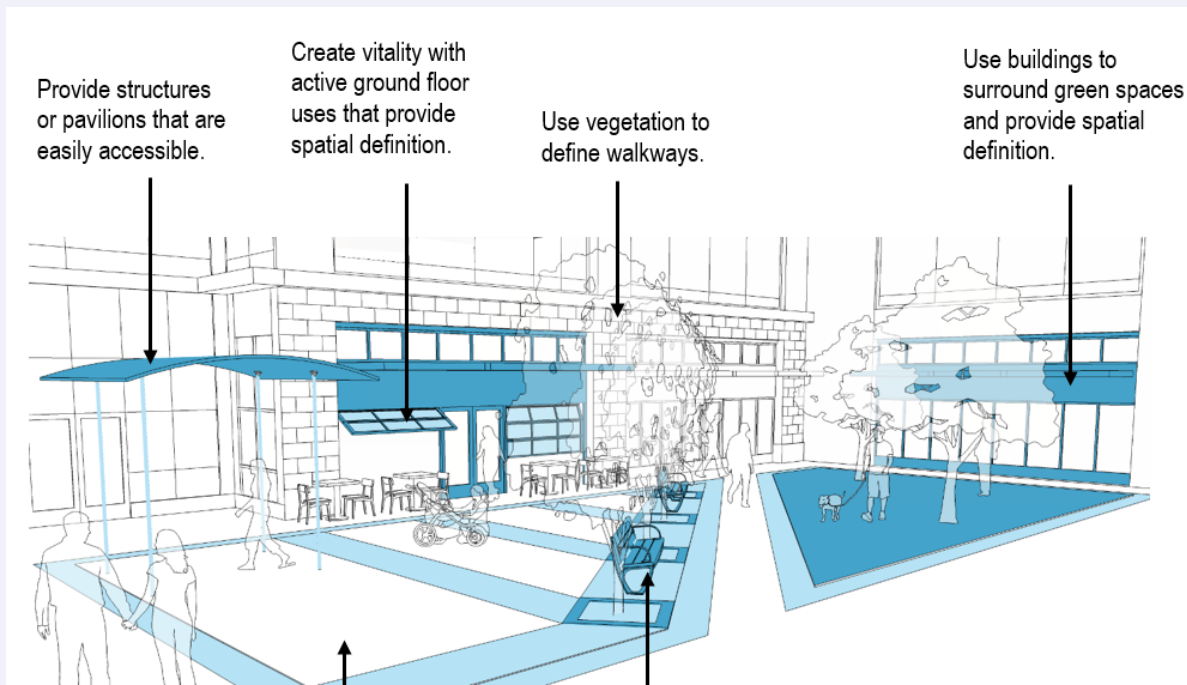 Provide structures
or pavilions that are
easily accessible.
Create vitality with
active ground floor
uses that provide
spatial definition.
Use vegetation to
define walkways.
Use buildings to
surround green spaces
and provide spatial
definition.